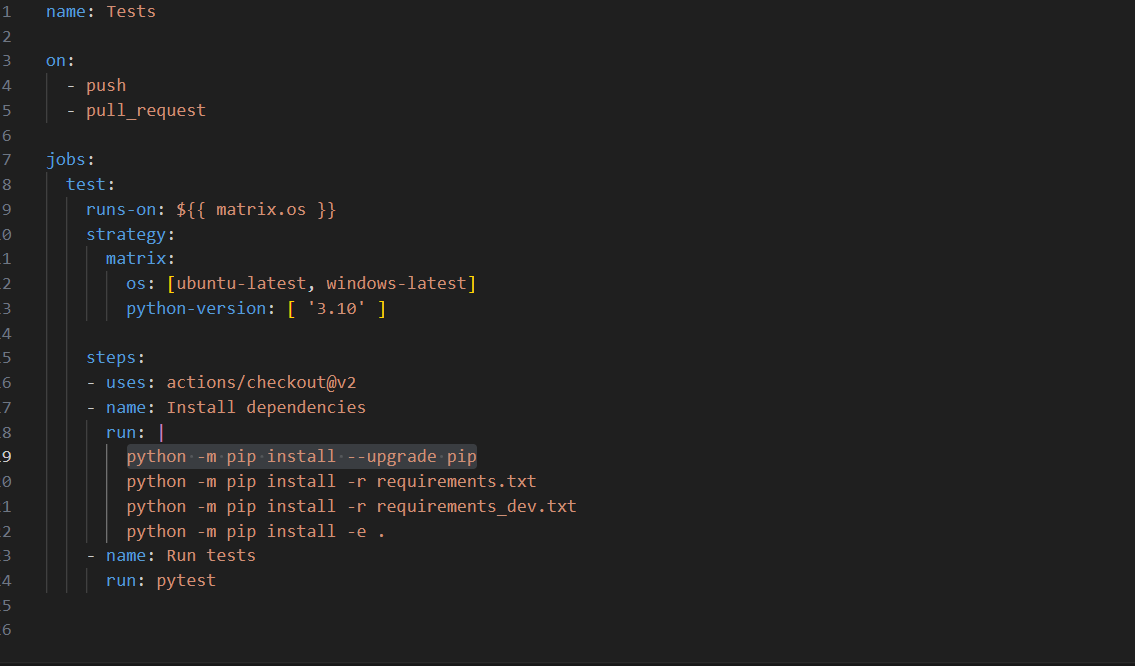 1 name: Tests
2
3 on:
4 - push
5 - pull_request
6
7 jobs:
8 test:
9 runs-on: ${{ matrix.os }}
0 strategy:
1 matrix:
2 os: [ubuntu-latest, windows-latest]
3 python-version: [ '3.10' ]
4
5 steps:
6 - uses: actions/checkout@v2
7 - name: Install dependencies
8 run: |
9 python -m pip install --upgrade pip
0 python -m pip install -r requirements.txt
1 python -m pip install -r requirements_dev.txt
2 python -m pip install -e .
3 - name: Run tests
4 run: pytest
5
6